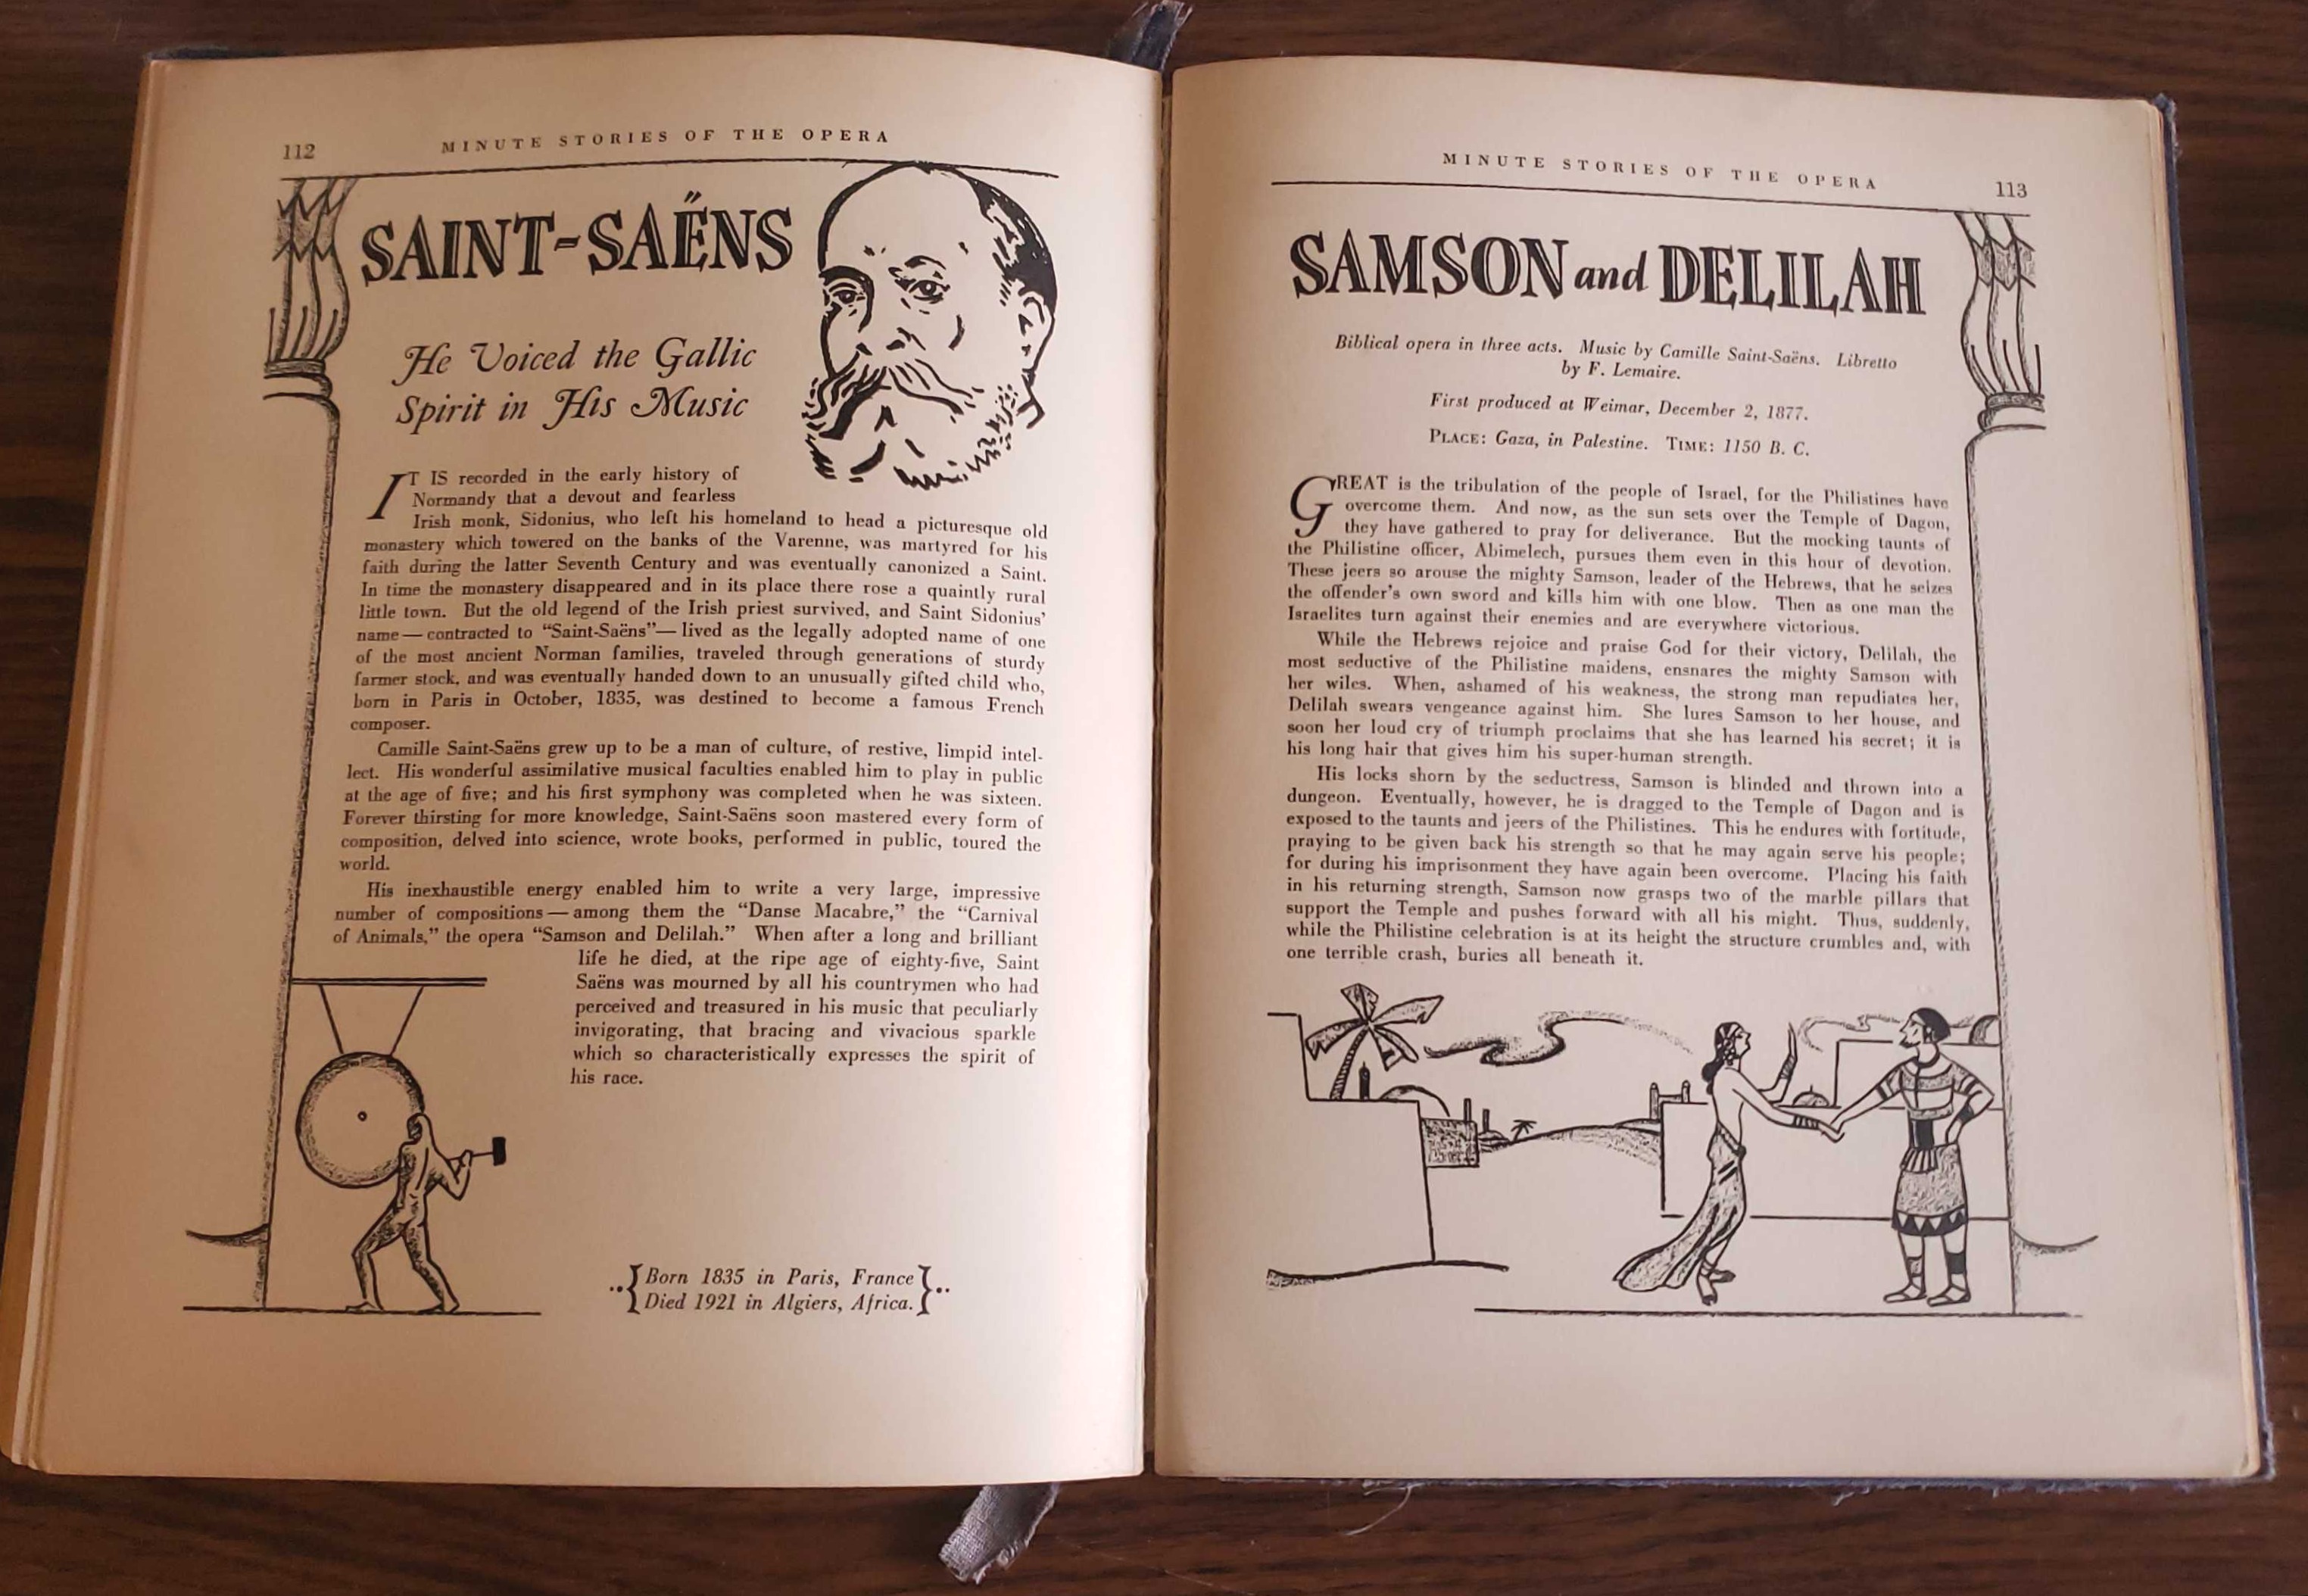 112
MINUTE STORIES OF THE OPERA
SAINT-SAËNS
He Voiced the Gallic
Spirit in His Music
IT IS recorded in the early history of
Normandy that a devout and fearless
Irish monk, Sidonius, who left his homeland to head a picturesque old
monastery which towered on the banks of the Varenne, was martyred for his
faith during the latter Seventh Century and was eventually canonized a Saint.
In time the monastery disappeared and in its place there rose a quaintly rural
little town. But the old legend of the Irish priest survived, and Saint Sidonius'
name — contracted to "Saint-Saëns" — lived as the legally adopted name of one
of the most ancient Norman families, traveled through generations of sturdy
farmer stock, and was eventually handed down to an unusually gifted child who,
born in Paris in October, 1835, was destined to become a famous French
composer.
Camille Saint-Saëns grew up to be a man of culture, of restive, limpid intel-
lect. His wonderful assimilative musical faculties enabled him to play in public
at the age of five; and his first symphony was completed when he was sixteen.
Forever thirsting for more knowledge, Saint-Saëns soon mastered every form of
composition, delved into science, wrote books, performed in public, toured the
world.
His inexhaustible energy enabled him to write a very large, impressive
number of compositions — among them the "Danse Macabre," the "Carnival
of Animals," the opera "Samson and Delilah." When after a long and brilliant
life he died, at the ripe age of eighty-five, Saint
Saëns was mourned by all his countrymen who had
perceived and treasured in his music that peculiarly
invigorating, that bracing and vivacious sparkle
which so characteristically expresses the spirit of
his race.
Born 1835 in Paris, France
Died 1921 in Algiers, Africa.
MINUTE STORIES OF THE OPERA
113
SAMSON and DELILAH
Biblical opera in three acts. Music by Camille Saint-Saëns. Libretto
by F. Lemaire.
First produced at Weimar, December 2, 1877.
PLACE: Gaza, in Palestine. TIME: 1150 B. C.
GREAT is the tribulation of the people of Israel, for the Philistines have
overcome them. And now, as the sun sets over the Temple of Dagon,
they have gathered to pray for deliverance. But the mocking taunts of
the Philistine officer, Abimelech, pursues them even in this hour of devotion.
These jeers so arouse the mighty Samson, leader of the Hebrews, that he seizes
the offender's own sword and kills him with one blow. Then as one man the
Israelites turn against their enemies and are everywhere victorious.
While the Hebrews rejoice and praise God for their victory, Delilah, the
most seductive of the Philistine maidens, ensnares the mighty Samson with
her wiles. When, ashamed of his weakness, the strong man repudiates her,
Delilah swears vengeance against him. She lures Samson to her house, and
soon her loud cry of triumph proclaims that she has learned his secret; it is
his long hair that gives him his super-human strength.
His locks shorn by the seductress, Samson is blinded and thrown into a
dungeon. Eventually, however, he is dragged to the Temple of Dagon and is
exposed to the taunts and jeers of the Philistines. This he endures with fortitude,
praying to be given back his strength so that he may again serve his people;
for during his imprisonment they have again been overcome. Placing his faith
in his returning strength, Samson now grasps two of the marble pillars that
support the Temple and pushes forward with all his might. Thus, suddenly,
while the Philistine celebration is at its height the structure crumbles and, with
one terrible crash, buries all beneath it.